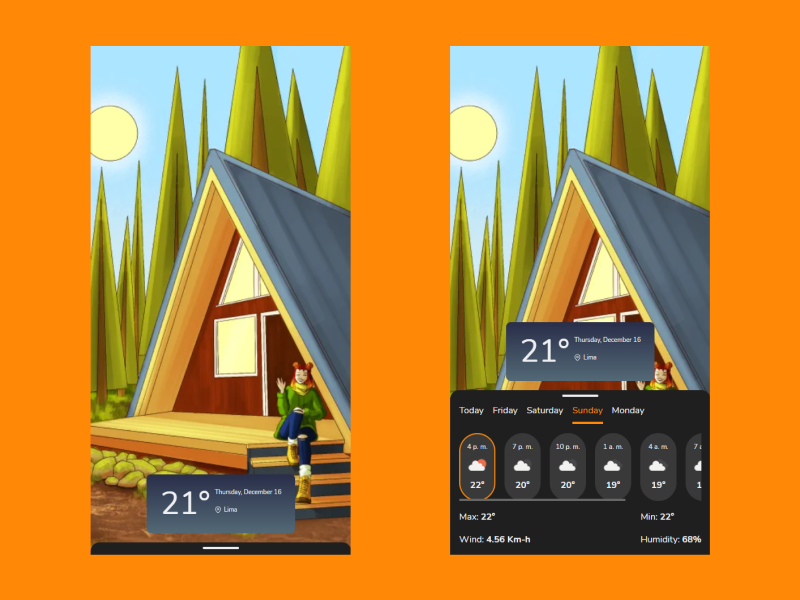 21° Thursday, December 16
Lima
21° Thursday, December 16
Lima
Today Friday Saturday Sunday Monday
4 p. m. 7 p. m. 10 p. m. 1 a. m. 4 a. m. 7 a
22° 20° 20° 19° 19° 1
Max: 22° Min: 22°
Wind: 4.56 Km-h Humidity: 68%